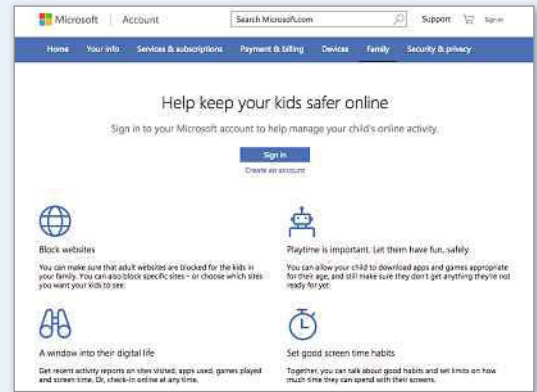 Microsoft Account Search Microsoft.com Support Sign in
Home Your info Services & subscriptions Payment & billing Devices Family Security & privacy
Help keep your kids safer online
Sign in to your Microsoft account to help manage your child's online activity.
Sign in
Create an account
Block websites
You can make sure that adult websites are blocked for the kids in
your family. You can also block specific sites – or choose which sites
you want your kids to see.
Playtime is important. Let them have fun, safely
You can allow your child to download apps and games appropriate
for their age, and still make sure they don't get anything they're not
ready for yet.
A window into their digital life
Get recent activity reports on sites visited, apps used, games played
and screen time. Or, check-in online at any time.
Set good screen time habits
Together, you can talk about good habits and set limits on how
much time they can spend with their screens.